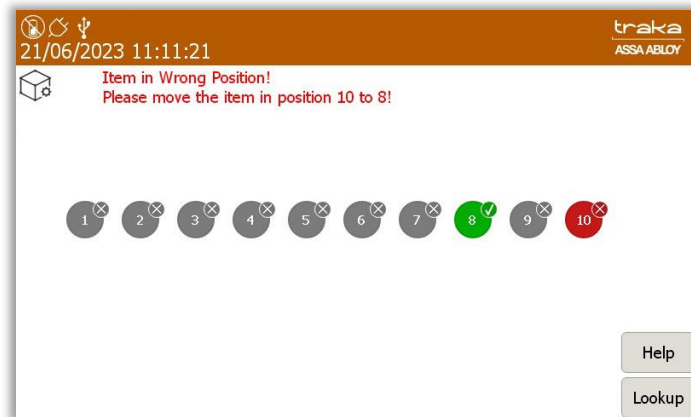 traka
21/06/2023 11:11:21
ASSA ABLOY
Item in Wrong Position!
Please move the item in position 10 to 8!
1 2 3 4 5 6 7 8 9 10
Help
Lookup